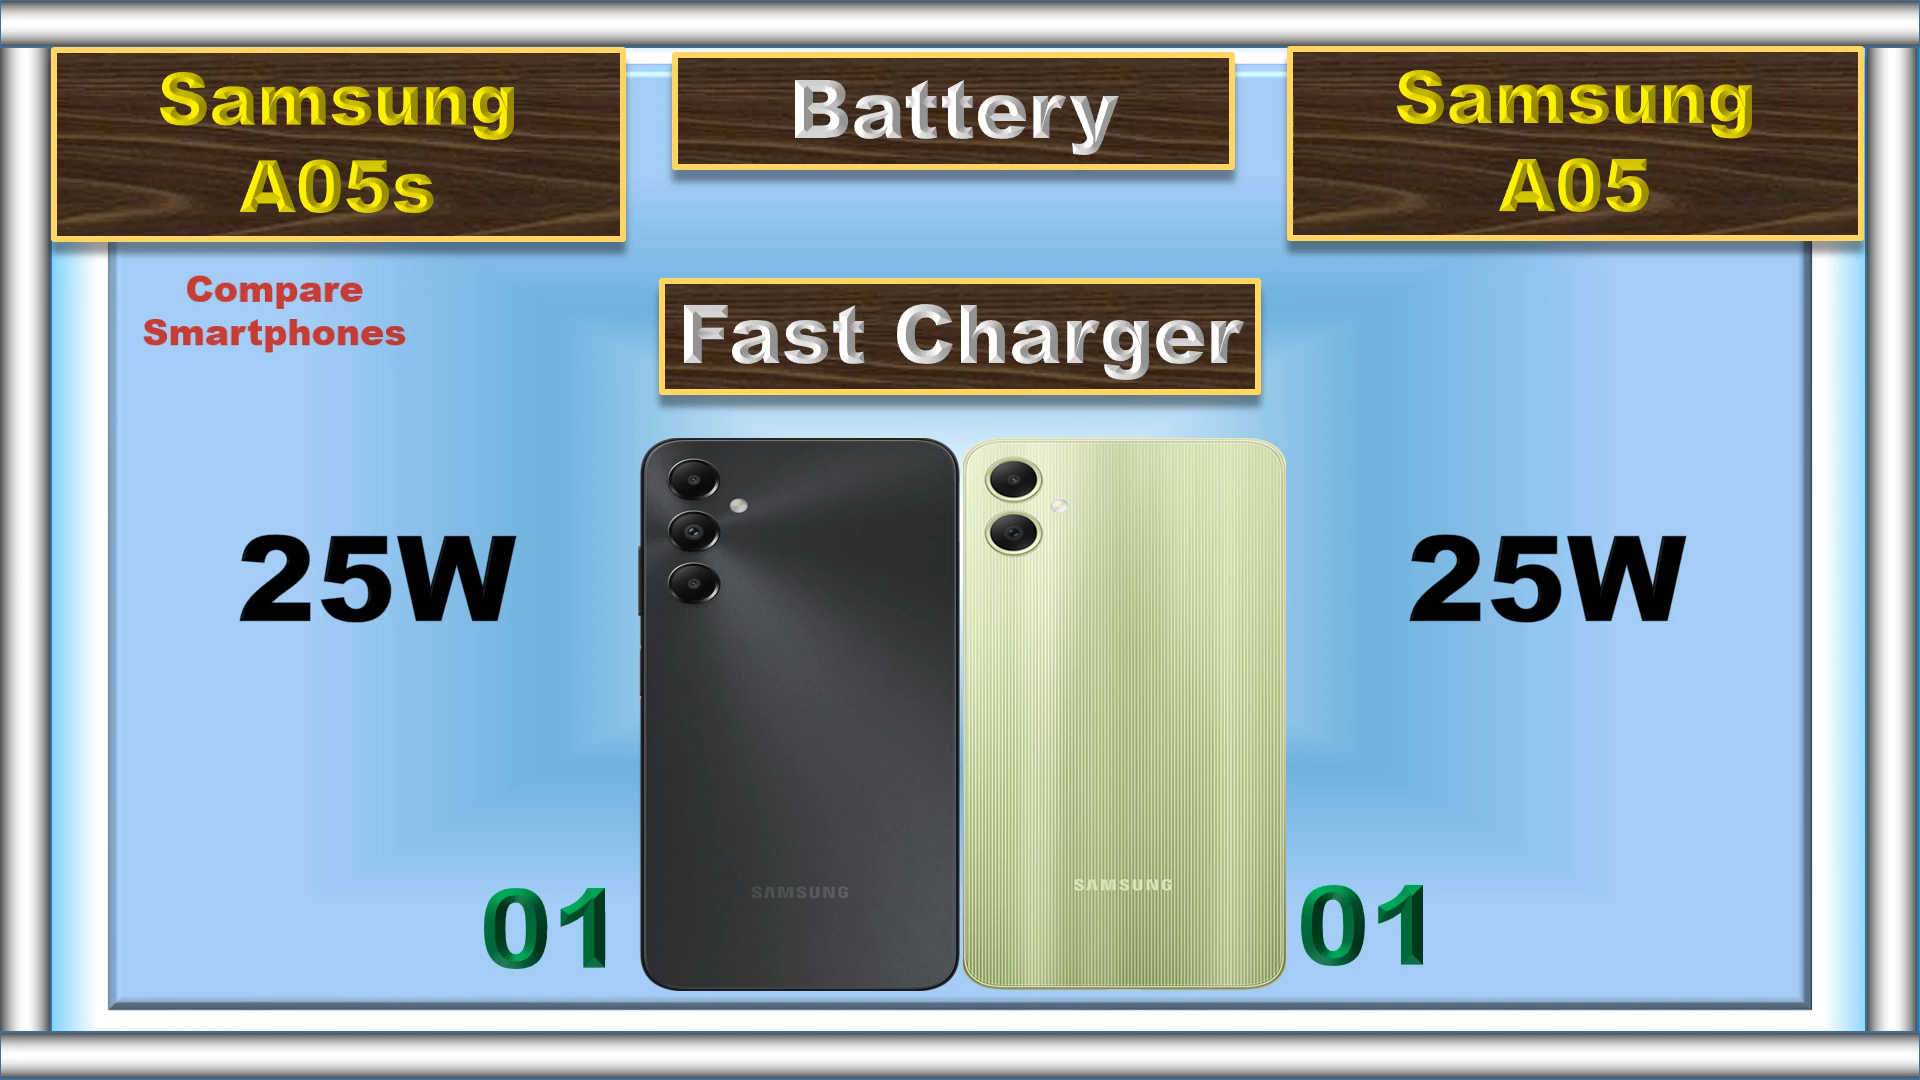 Samsung
A05s
Battery
Samsung
A05
Compare
Smartphones
Fast Charger
25W
25W
SAMSUNG
SAMSUNG
01
01